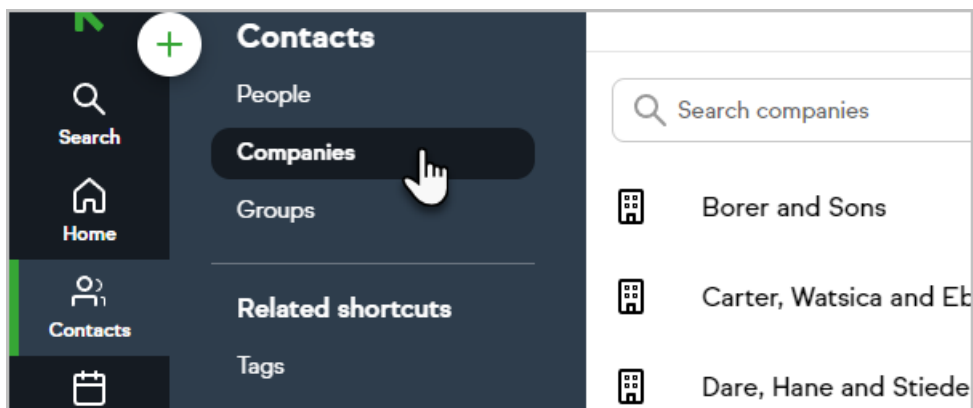 Search
Home
Contacts
Contacts
People
Companies
Groups
Related shortcuts
Tags
Search companies
Borer and Sons
Carter, Watsica and Eb
Dare, Hane and Stiede